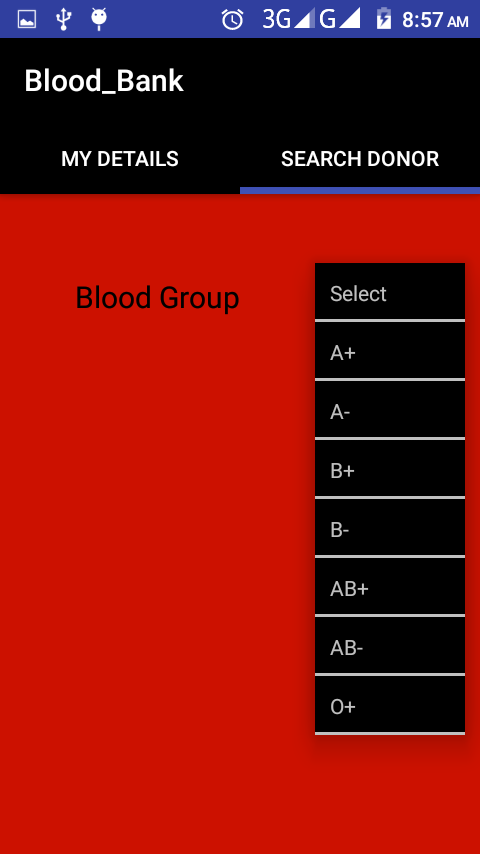 3G G 8:57 AM
Blood_Bank
MY DETAILS SEARCH DONOR
Blood Group
Select
A+
A-
B+
B-
AB+
AB-
O+